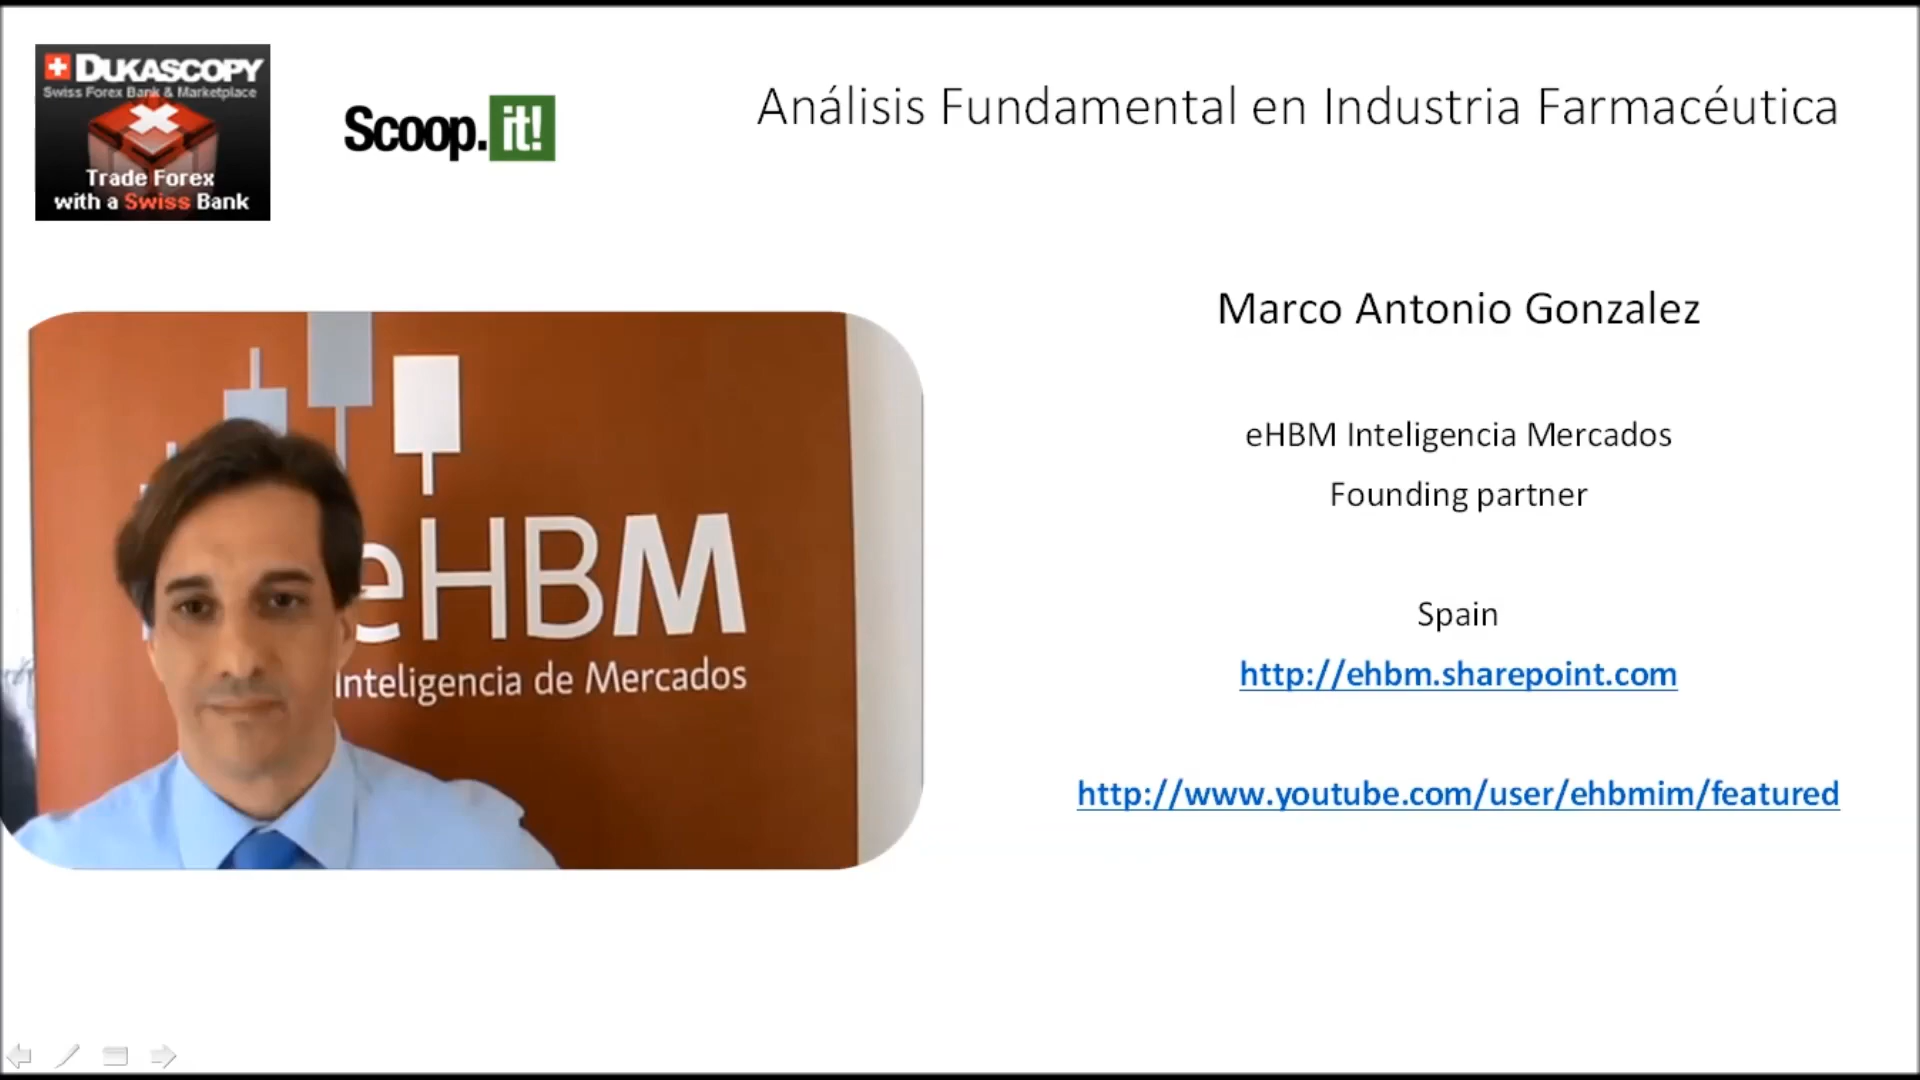 DUKASCOPY
Swiss Forex Bank & Marketplace
Trade Forex
with a Swiss Bank
Scoop.it!
Análisis Fundamental en Industria Farmacéutica
eHBM
Inteligencia de Mercados
Marco Antonio Gonzalez
eHBM Inteligencia Mercados
Founding partner
Spain
http://ehbm.sharepoint.com
http://www.youtube.com/user/ehbmim/featured